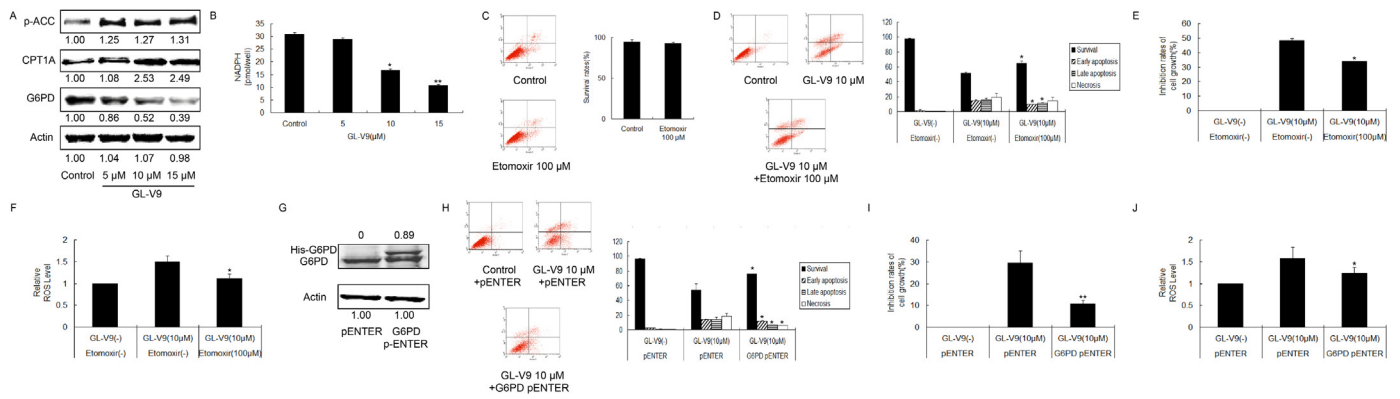 A
p-ACC
1.00 1.25 1.27 1.31
CPT1A
1.00 1.08 2.53 2.49
G6PD
1.00 0.86 0.52 0.39
Actin
1.00 1.04 1.07 0.98
Control 5 μM 10 μM 15 μM
GL-V9
B
NADPH
(pmol/well)
35
30
25
20
15
10
5
0
*
**
Control 5 10 15
GL-V9(μM)
C
Control
Etomoxir 100 μM
Survival rates(%)
120
100
80
60
40
20
0
Control Etomoxir
100 μM
D
Control GL-V9 10 μM
GL-V9 10 μM
+Etomoxir 100 μM
100
80
60
40
20
0
*
* *
Survival
Early apoptosis
Late apoptosis
Necrosis
GL-V9(-) GL-V9(10μM) GL-V9(10μM)
Etomoxir(-) Etomoxir(-) Etomoxir(100μM)
E
Inhibition rates of
cell growth(%)
60
50
40
30
20
10
0
*
GL-V9(-) GL-V9(10μM) GL-V9(10μM)
Etomoxir(-) Etomoxir(-) Etomoxir(100μM)
F
Relative
ROS Level
2
1.5
1
0.5
0
*
GL-V9(-) GL-V9(10μM) GL-V9(10μM)
Etomoxir(-) Etomoxir(-) Etomoxir(100μM)
G
0 0.89
His-G6PD
G6PD
Actin
1.00 1.00
pENTER G6PD
p-ENTER
H
Control
+pENTER
GL-V9 10 μM
+pENTER
GL-V9 10 μM
+G6PD pENTER
120
100
80
60
40
20
0
*
* * *
Survival
Early apoptosis
Late apoptosis
Necrosis
GL-V9(-) GL-V9(10μM) GL-V9(10μM)
pENTER pENTER G6PD pENTER
I
Inhibition rates of
cell growth(%)
40
35
30
25
20
15
10
5
0
**
GL-V9(-) GL-V9(10μM) GL-V9(10μM)
pENTER pENTER G6PD pENTER
J
Relative
ROS Level
2
1.5
1
0.5
0
*
GL-V9(-) GL-V9(10μM) GL-V9(10μM)
pENTER pENTER G6PD pENTER